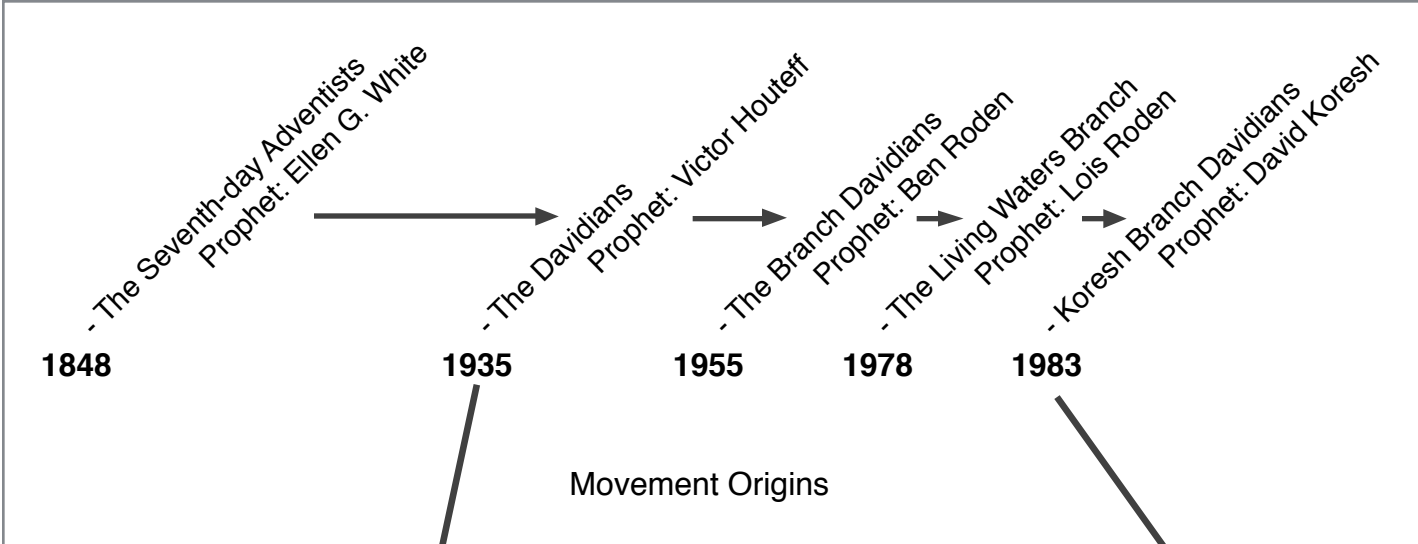 - The Seventh-day Adventists
Prophet: Ellen G. White
- The Davidians
Prophet: Victor Houteff
- The Branch Davidians
Prophet: Ben Roden
- The Living Waters Branch
Prophet: Lois Roden
- Koresh Branch Davidians
Prophet: David Koresh
1848
1935
1955
1978
1983
Movement Origins